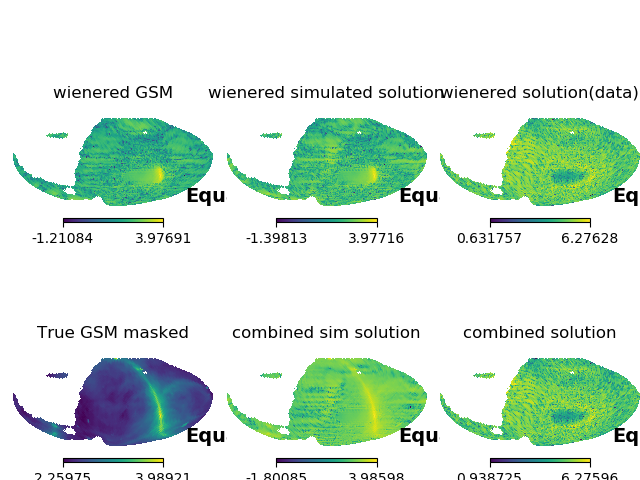 wienered GSM wienered simulated solution wienered solution(data)
Equ Equ Eq
-1.21084 3.97691 -1.39813 3.97716 0.631757 6.27628
True GSM masked combined sim solution combined solution
Equ Equ Eq
2.25975 3.98921 -1.80085 3.98598 0.938725 6.27596